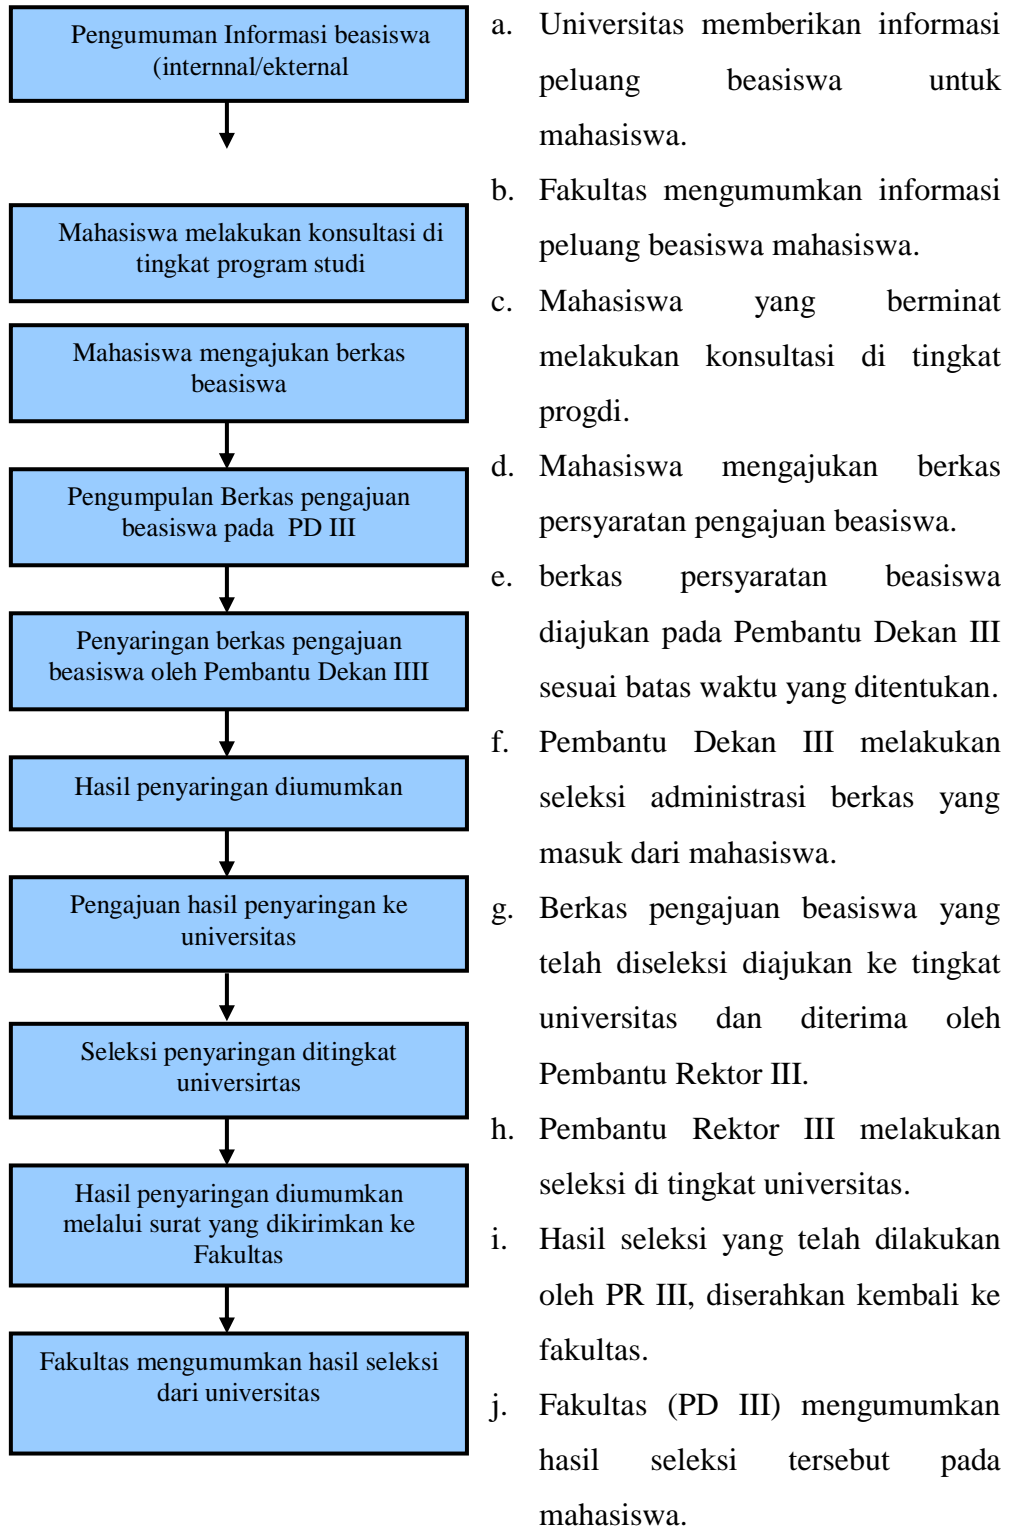 Pengumuman Informasi beasiswa
(internnal/ekternal
Mahasiswa melakukan konsultasi di
tingkat program studi
Mahasiswa mengajukan berkas
beasiswa
Pengumpulan Berkas pengajuan
beasiswa pada PD III
Penyaringan berkas pengajuan
beasiswa oleh Pembantu Dekan IIII
Hasil penyaringan diumumkan
Pengajuan hasil penyaringan ke
universitas
Seleksi penyaringan ditingkat
universirtas
Hasil penyaringan diumumkan
melalui surat yang dikirimkan ke
Fakultas
Fakultas mengumumkan hasil seleksi
dari universitas
a. Universitas memberikan informasi
peluang beasiswa untuk
mahasiswa.
b. Fakultas mengumumkan informasi
peluang beasiswa mahasiswa.
c. Mahasiswa yang berminat
melakukan konsultasi di tingkat
progdi.
d. Mahasiswa mengajukan berkas
persyaratan pengajuan beasiswa.
e. berkas persyaratan beasiswa
diajukan pada Pembantu Dekan III
sesuai batas waktu yang ditentukan.
f. Pembantu Dekan III melakukan
seleksi administrasi berkas yang
masuk dari mahasiswa.
g. Berkas pengajuan beasiswa yang
telah diseleksi diajukan ke tingkat
universitas dan diterima oleh
Pembantu Rektor III.
h. Pembantu Rektor III melakukan
seleksi di tingkat universitas.
i. Hasil seleksi yang telah dilakukan
oleh PR III, diserahkan kembali ke
fakultas.
j. Fakultas (PD III) mengumumkan
hasil seleksi tersebut pada
mahasiswa.